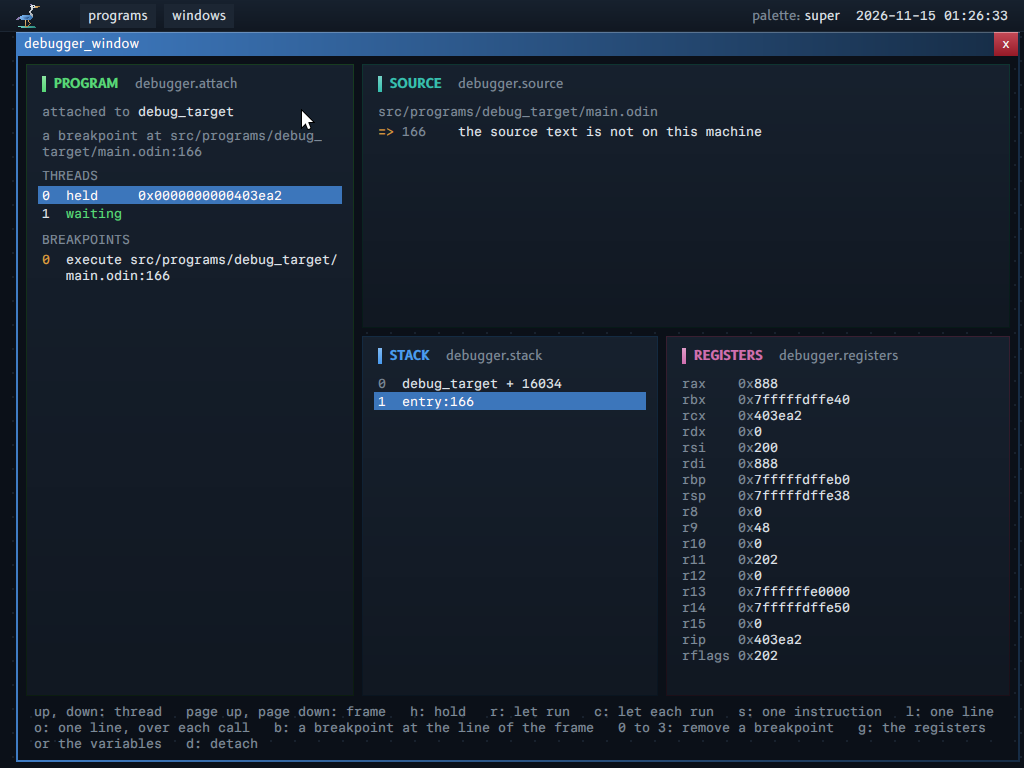 programs windows palette: super 2026-11-15 01:26:33
debugger_window x
PROGRAM debugger.attach
attached to debug_target
a breakpoint at src/programs/debug_
target/main.odin:166
THREADS
0 held 0x0000000000403ea2
1 waiting
BREAKPOINTS
0 execute src/programs/debug_target/
main.odin:166
SOURCE debugger.source
src/programs/debug_target/main.odin
=> 166 the source text is not on this machine
STACK debugger.stack
0 debug_target + 16034
1 entry:166
REGISTERS debugger.registers
rax 0x888
rbx 0x7fffffdffe40
rcx 0x403ea2
rdx 0x0
rsi 0x200
rdi 0x888
rbp 0x7fffffdffeb0
rsp 0x7fffffdffe38
r8 0x0
r9 0x48
r10 0x0
r11 0x202
r12 0x0
r13 0x7ffffffe0000
r14 0x7fffffdffe50
r15 0x0
rip 0x403ea2
rflags 0x202
up, down: thread page up, page down: frame h: hold r: let run c: let each run s: one instruction l: one line
o: one line, over each call b: a breakpoint at the line of the frame 0 to 3: remove a breakpoint g: the registers
or the variables d: detach